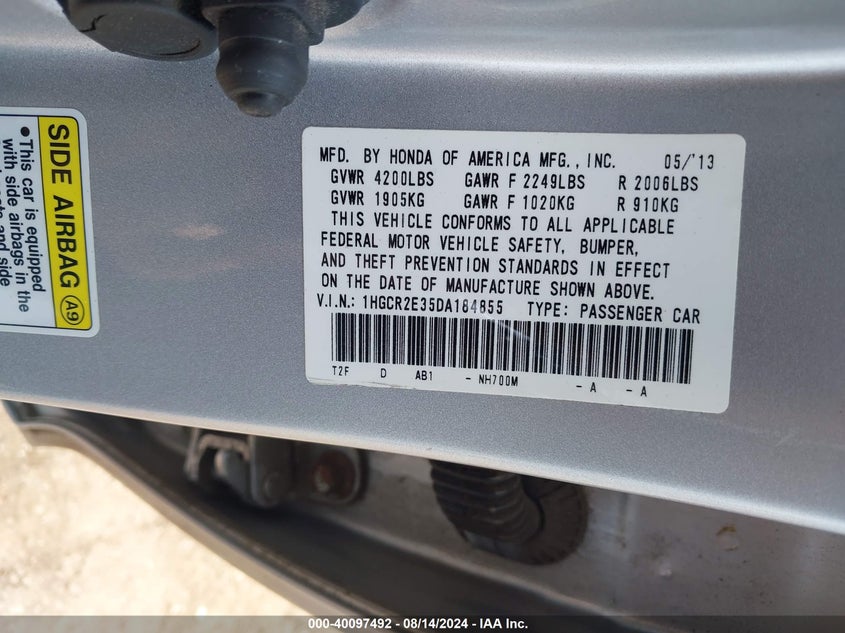 SIDE AIRBAG A9
•This car is equipped
with side airbags in the
and side
MFD. BY HONDA OF AMERICA MFG., INC. 05/'13
GVWR 4200LBS GAWR F 2249LBS R 2006LBS
GVWR 1905KG GAWR F 1020KG R 910KG
THIS VEHICLE CONFORMS TO ALL APPLICABLE
FEDERAL MOTOR VEHICLE SAFETY, BUMPER,
AND THEFT PREVENTION STANDARDS IN EFFECT
ON THE DATE OF MANUFACTURE SHOWN ABOVE.
V.I.N.: 1HGCR2E35DA184855 TYPE: PASSENGER CAR
T2F D AB1 - NH700M - A - A
000-40097492 - 08/14/2024 - IAA Inc.